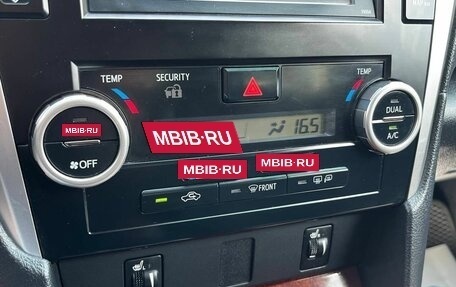 TEMP
SECURITY
TEMP
MBIB.RU
MBIB.RU
16.5
DUAL
A/C
OFF
MBIB.RU
MBIB.RU
FRONT